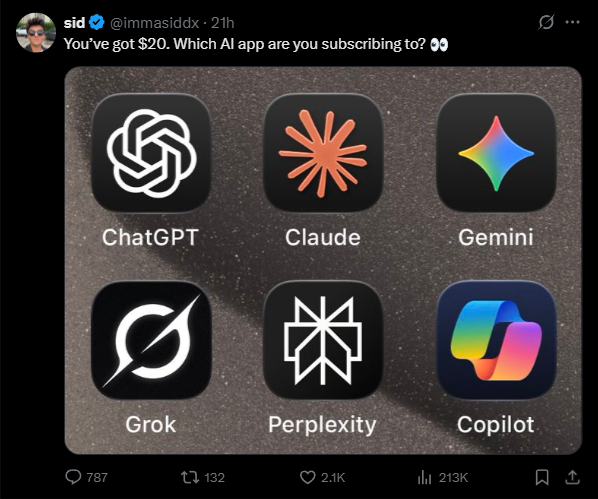 sid @immasiddx · 21h
You’ve got $20. Which AI app are you subscribing to? 👀
ChatGPT Claude Gemini
Grok Perplexity Copilot
787 132 2.1K 213K